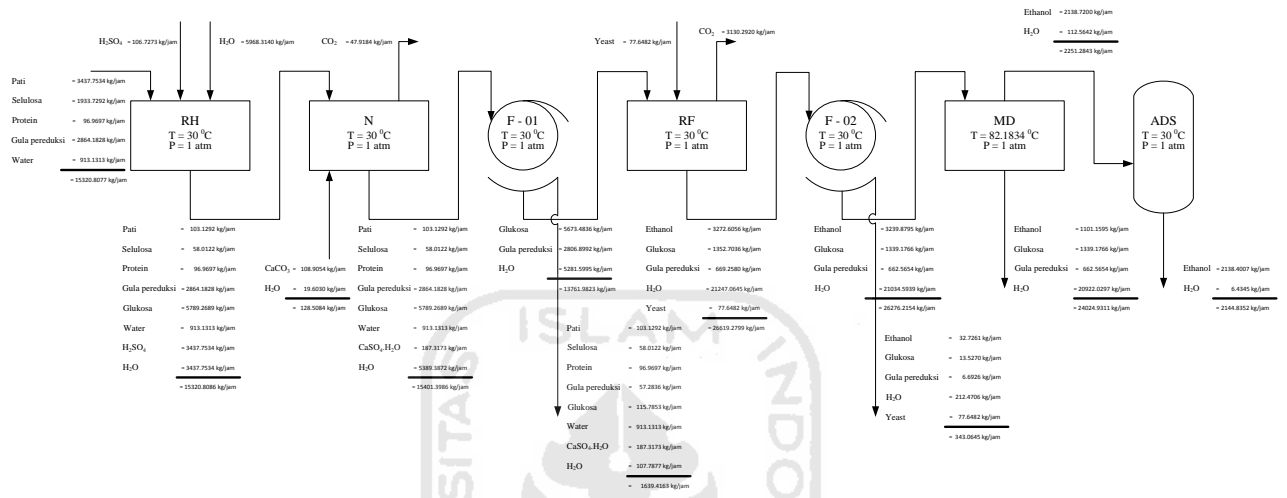 H₂SO₄ = 106.7273 kg/jam
H₂O = 5968.3140 kg/jam
Pati = 3437.7534 kg/jam
Selulosa = 1933.7292 kg/jam
Protein = 96.9697 kg/jam
Gula pereduksi = 2864.1828 kg/jam
Water = 913.1313 kg/jam
= 15320.8077 kg/jam
RH
T = 30 ⁰C
P = 1 atm
Pati = 103.1292 kg/jam
Selulosa = 58.0122 kg/jam
Protein = 96.9697 kg/jam
Gula pereduksi = 2864.1828 kg/jam
Glukosa = 5789.2689 kg/jam
Water = 913.1313 kg/jam
H₂SO₄ = 3437.7534 kg/jam
H₂O = 3437.7534 kg/jam
= 15320.8086 kg/jam
CO₂ = 47.9184 kg/jam
N
T = 30 ⁰C
P = 1 atm
CaCO₃ = 108.9054 kg/jam
H₂O = 19.6030 kg/jam
= 128.5084 kg/jam
Pati = 103.1292 kg/jam
Selulosa = 58.0122 kg/jam
Protein = 96.9697 kg/jam
Gula pereduksi = 2864.1828 kg/jam
Glukosa = 5789.2689 kg/jam
Water = 913.1313 kg/jam
CaSO₄.H₂O = 187.3173 kg/jam
H₂O = 5389.3872 kg/jam
= 15401.3986 kg/jam
F - 01
T = 30 ⁰C
P = 1 atm
Glukosa = 5673.4836 kg/jam
Gula pereduksi = 2806.8992 kg/jam
H₂O = 5281.5995 kg/jam
= 13761.9823 kg/jam
Pati = 103.1292 kg/jam
Selulosa = 58.0122 kg/jam
Protein = 96.9697 kg/jam
Gula pereduksi = 57.2836 kg/jam
Glukosa = 115.7853 kg/jam
Water = 913.1313 kg/jam
CaSO₄.H₂O = 187.3173 kg/jam
H₂O = 107.7877 kg/jam
= 1639.4163 kg/jam
Yeast = 77.6482 kg/jam
CO₂ = 3130.2920 kg/jam
RF
T = 30 ⁰C
P = 1 atm
Ethanol = 3272.6056 kg/jam
Glukosa = 1352.7036 kg/jam
Gula pereduksi = 669.2580 kg/jam
H₂O = 21247.0645 kg/jam
Yeast = 77.6482 kg/jam
= 26619.2799 kg/jam
F - 02
T = 30 ⁰C
P = 1 atm
Ethanol = 3239.8795 kg/jam
Glukosa = 1339.1766 kg/jam
Gula pereduksi = 662.5654 kg/jam
H₂O = 21034.5939 kg/jam
= 26276.2154 kg/jam
Ethanol = 32.7261 kg/jam
Glukosa = 13.5270 kg/jam
Gula pereduksi = 6.6926 kg/jam
H₂O = 212.4706 kg/jam
Yeast = 77.6482 kg/jam
= 343.0645 kg/jam
MD
T = 82.1834 ⁰C
P = 1 atm
Ethanol = 2138.7200 kg/jam
H₂O = 112.5642 kg/jam
= 2251.2843 kg/jam
Ethanol = 1101.1595 kg/jam
Glukosa = 1339.1766 kg/jam
Gula pereduksi = 662.5654 kg/jam
H₂O = 20922.0297 kg/jam
= 24024.9311 kg/jam
ADS
T = 30 ⁰C
P = 1 atm
Ethanol = 2138.4007 kg/jam
H₂O = 6.4345 kg/jam
= 2144.8352 kg/jam
ISLAM
SITAS
INDO